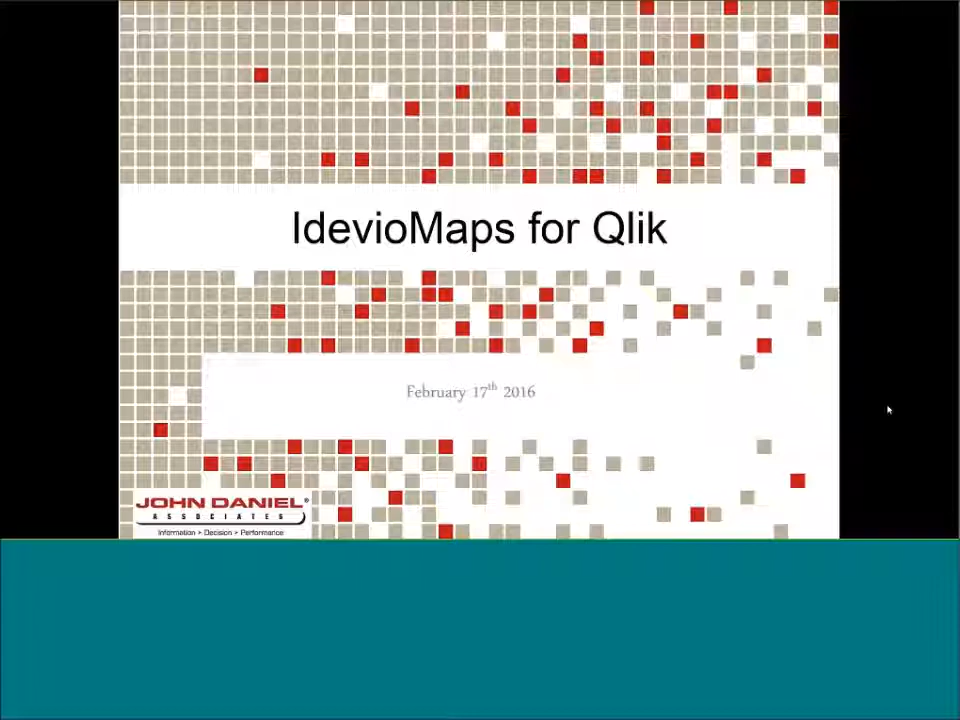 IdevioMaps for Qlik
February 17th 2016
JOHN DANIEL®
ASSOCIATES
Information > Decision > Performance